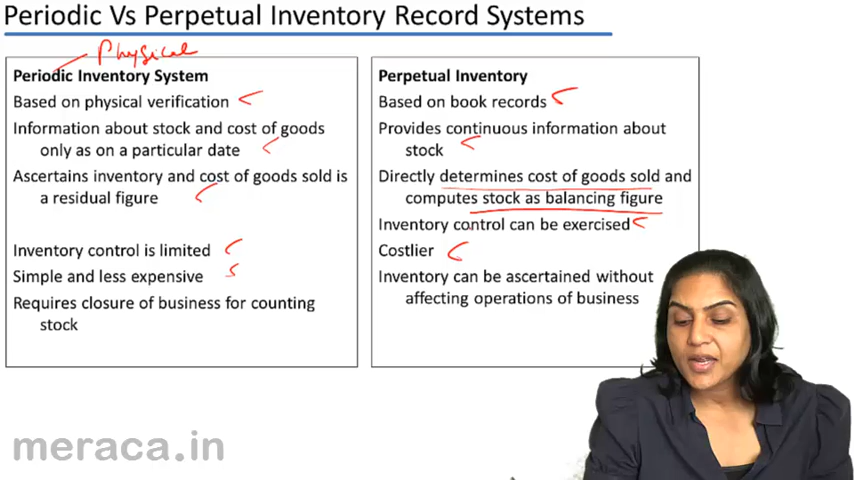 Periodic Vs Perpetual Inventory Record Systems
Physical
Periodic Inventory System
Based on physical verification
Information about stock and cost of goods
only as on a particular date
Ascertains inventory and cost of goods sold is
a residual figure
Inventory control is limited
Simple and less expensive
Requires closure of business for counting
stock
Perpetual Inventory
Based on book records
Provides continuous information about
stock
Directly determines cost of goods sold and
computes stock as balancing figure
Inventory control can be exercised
Costlier
Inventory can be ascertained without
affecting operations of business
meraca.in